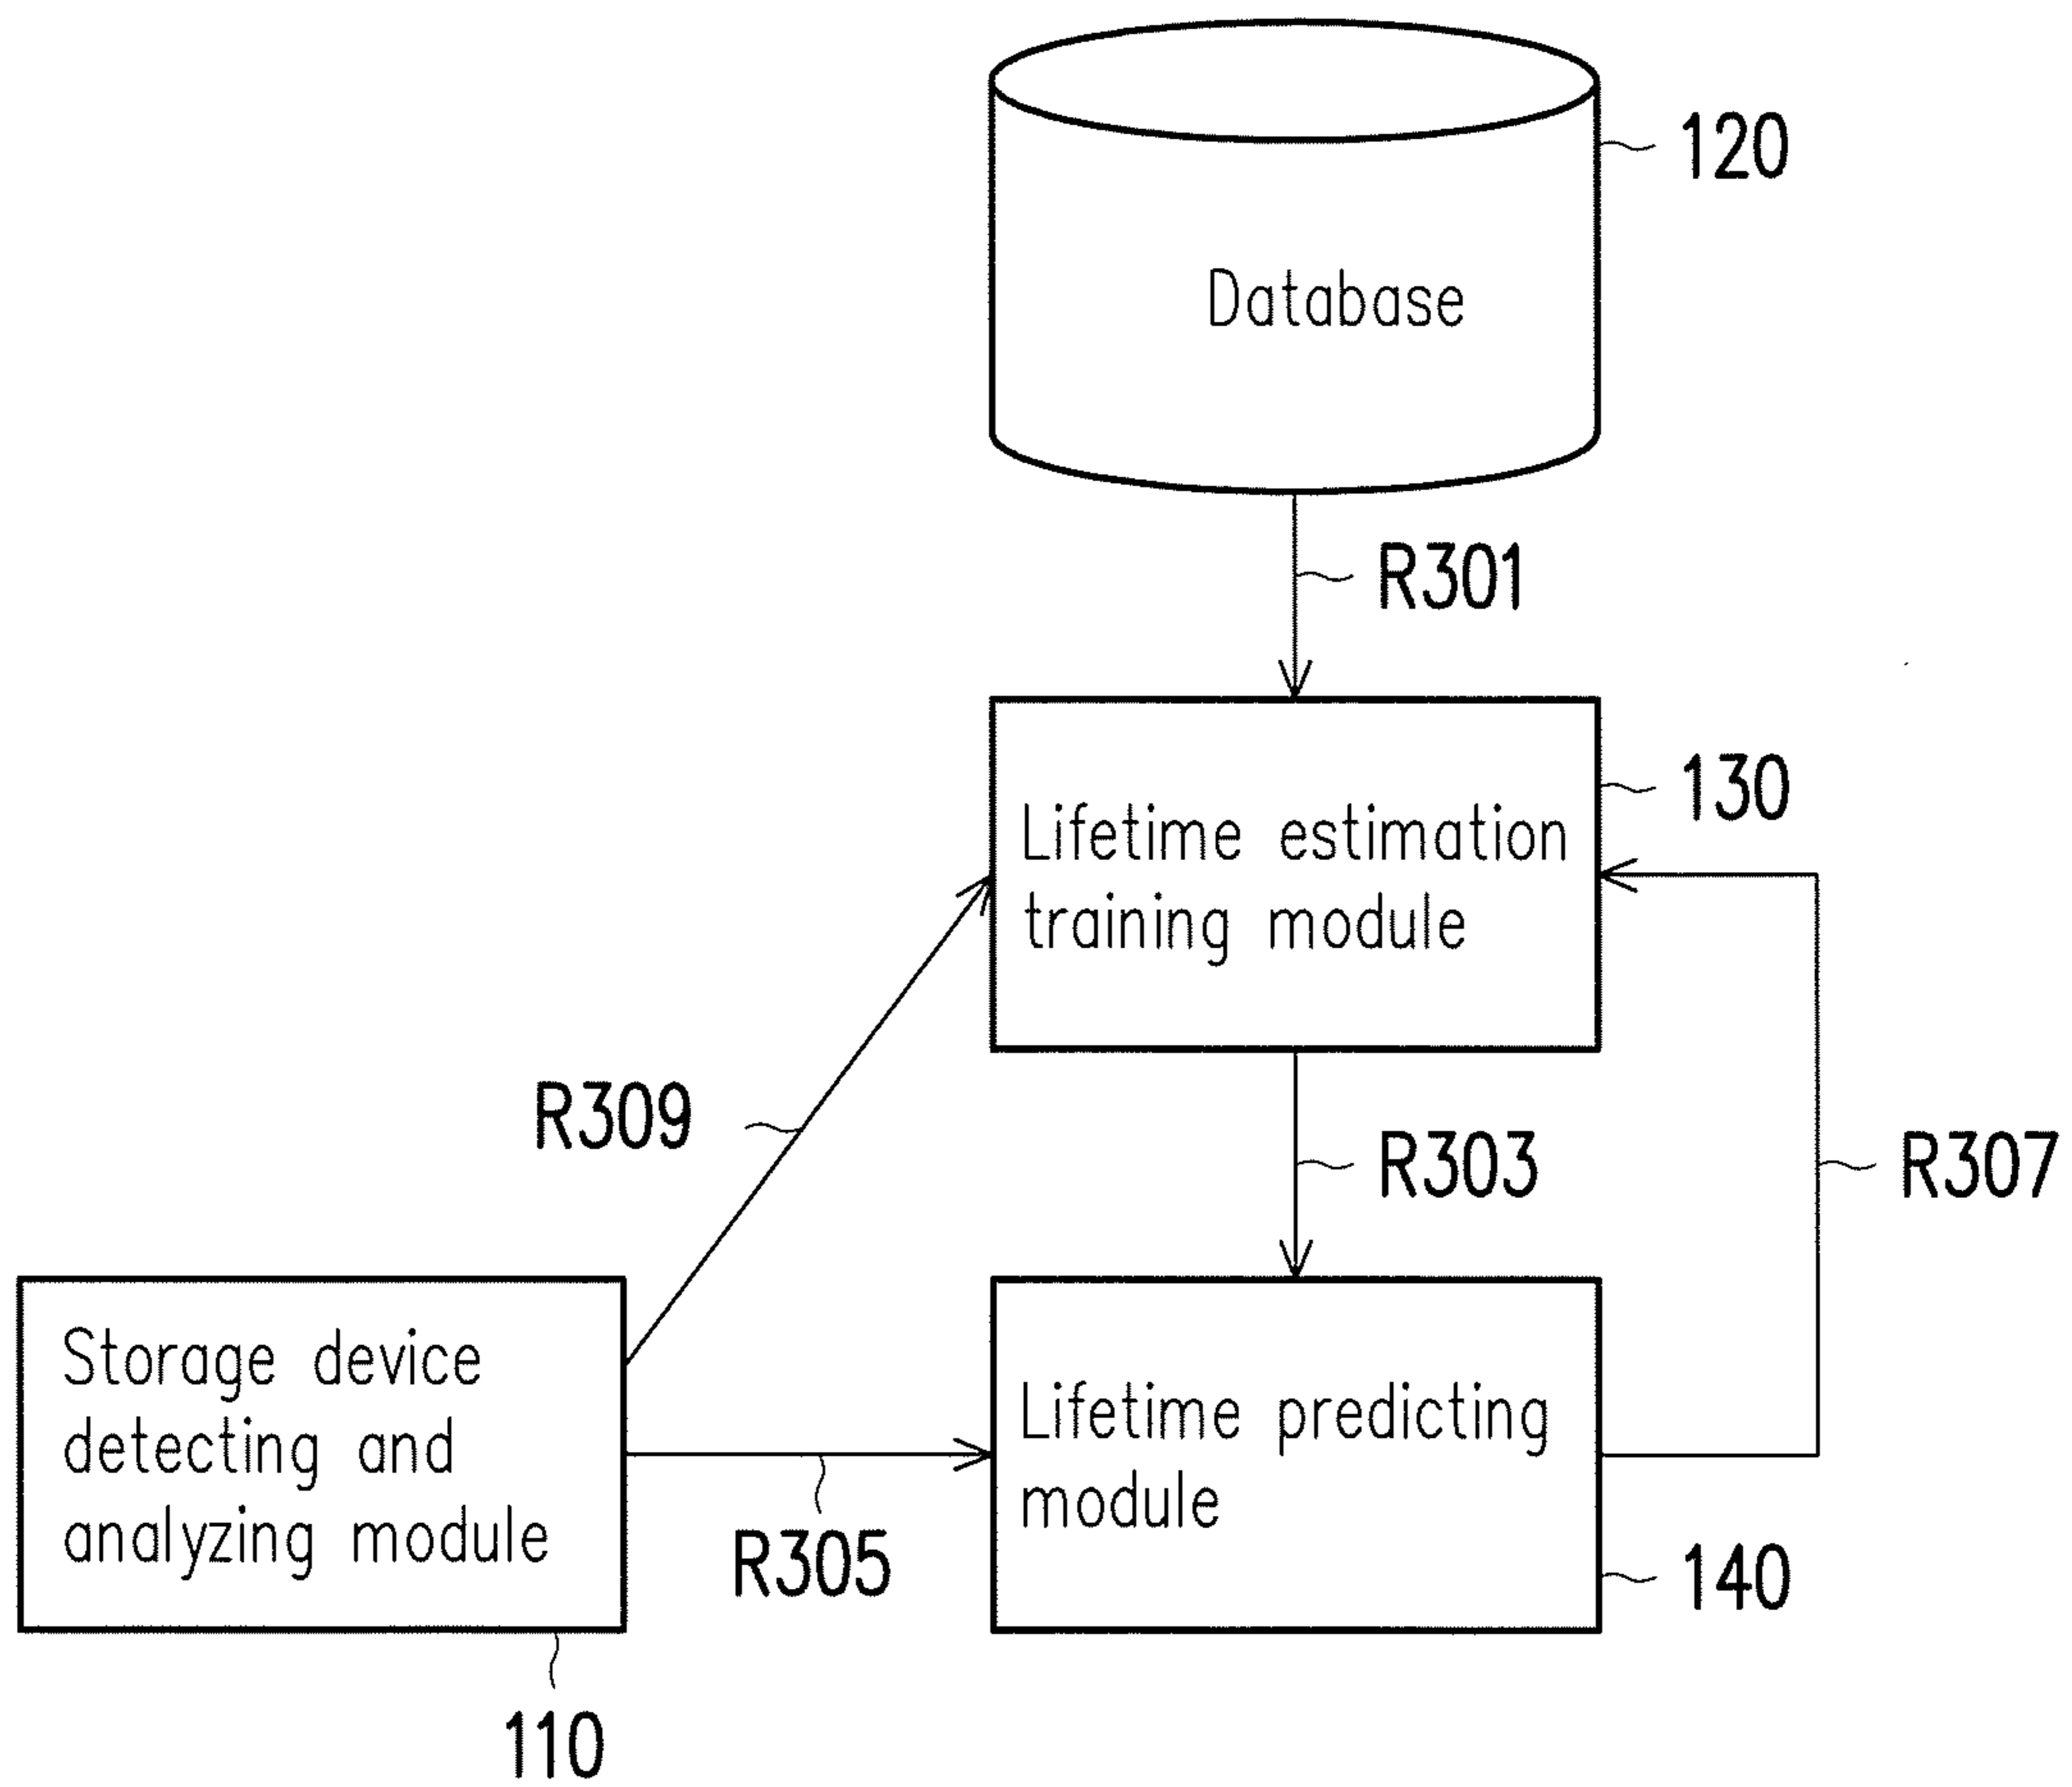 120
Database
R301
130
Lifetime estimation
training module
R309
R303
R307
Storage device
detecting and
analyzing module
Lifetime predicting
module
R305
140
110